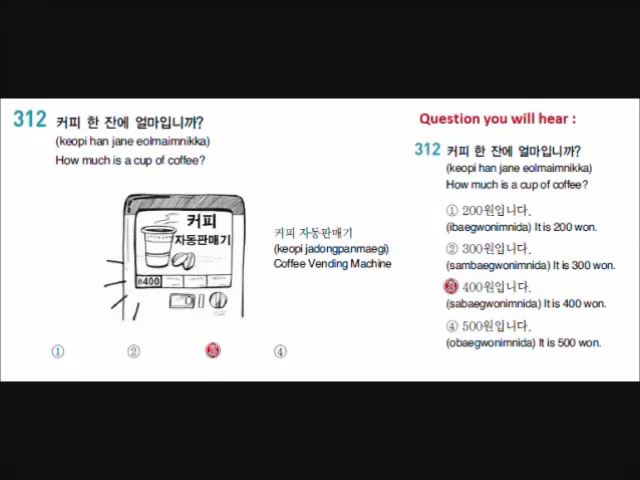 312 커피 한 잔에 얼마입니까?
(keopi han jane eolmaimnikka)
How much is a cup of coffee?
커피
자동판매기
400
커피 자동판매기
(keopi jadongpanmaegi)
Coffee Vending Machine
① ② ③ ④
Question you will hear :
312 커피 한 잔에 얼마입니까?
(keopi han jane eolmaimnikka)
How much is a cup of coffee?
① 200원입니다.
(ibaegwonimnida) It is 200 won.
② 300원입니다.
(sambaegwonimnida) It is 300 won.
③ 400원입니다.
(sabaegwonimnida) It is 400 won.
④ 500원입니다.
(obaegwonimnida) It is 500 won.